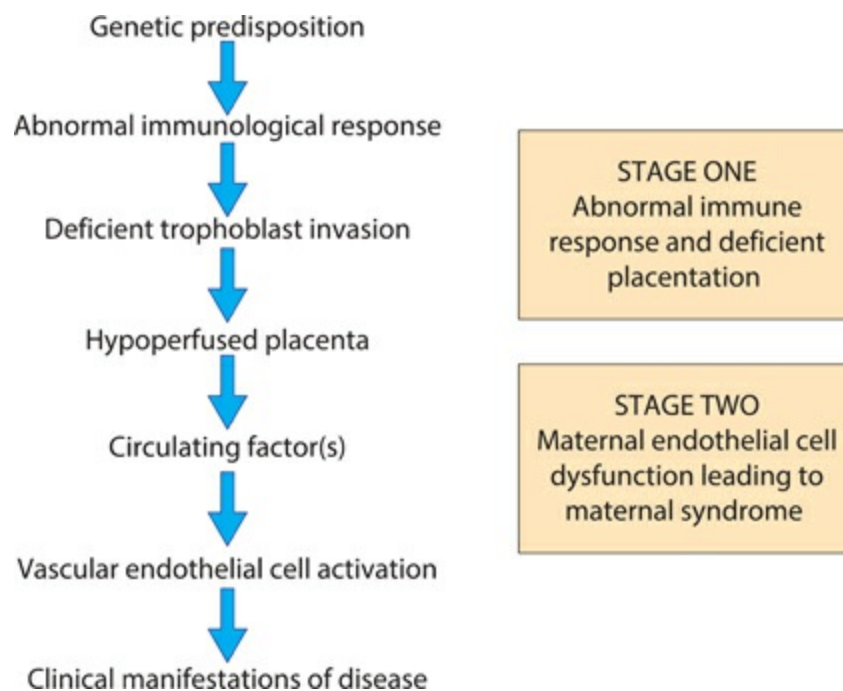 Genetic predisposition
Abnormal immunological response
Deficient trophoblast invasion
Hypoperfused placenta
Circulating factor(s)
Vascular endothelial cell activation
Clinical manifestations of disease
STAGE ONE
Abnormal immune
response and deficient
placentation
STAGE TWO
Maternal endothelial cell
dysfunction leading to
maternal syndrome